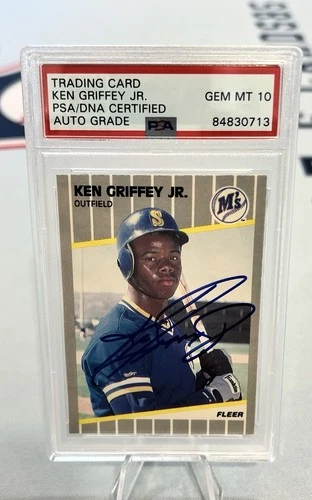 TRADING CARD
KEN GRIFFEY JR.
PSA/DNA CERTIFIED
AUTO GRADE
GEM MT 10
PSA
84830713
KEN GRIFFEY JR.
OUTFIELD
M's
S
FLEER